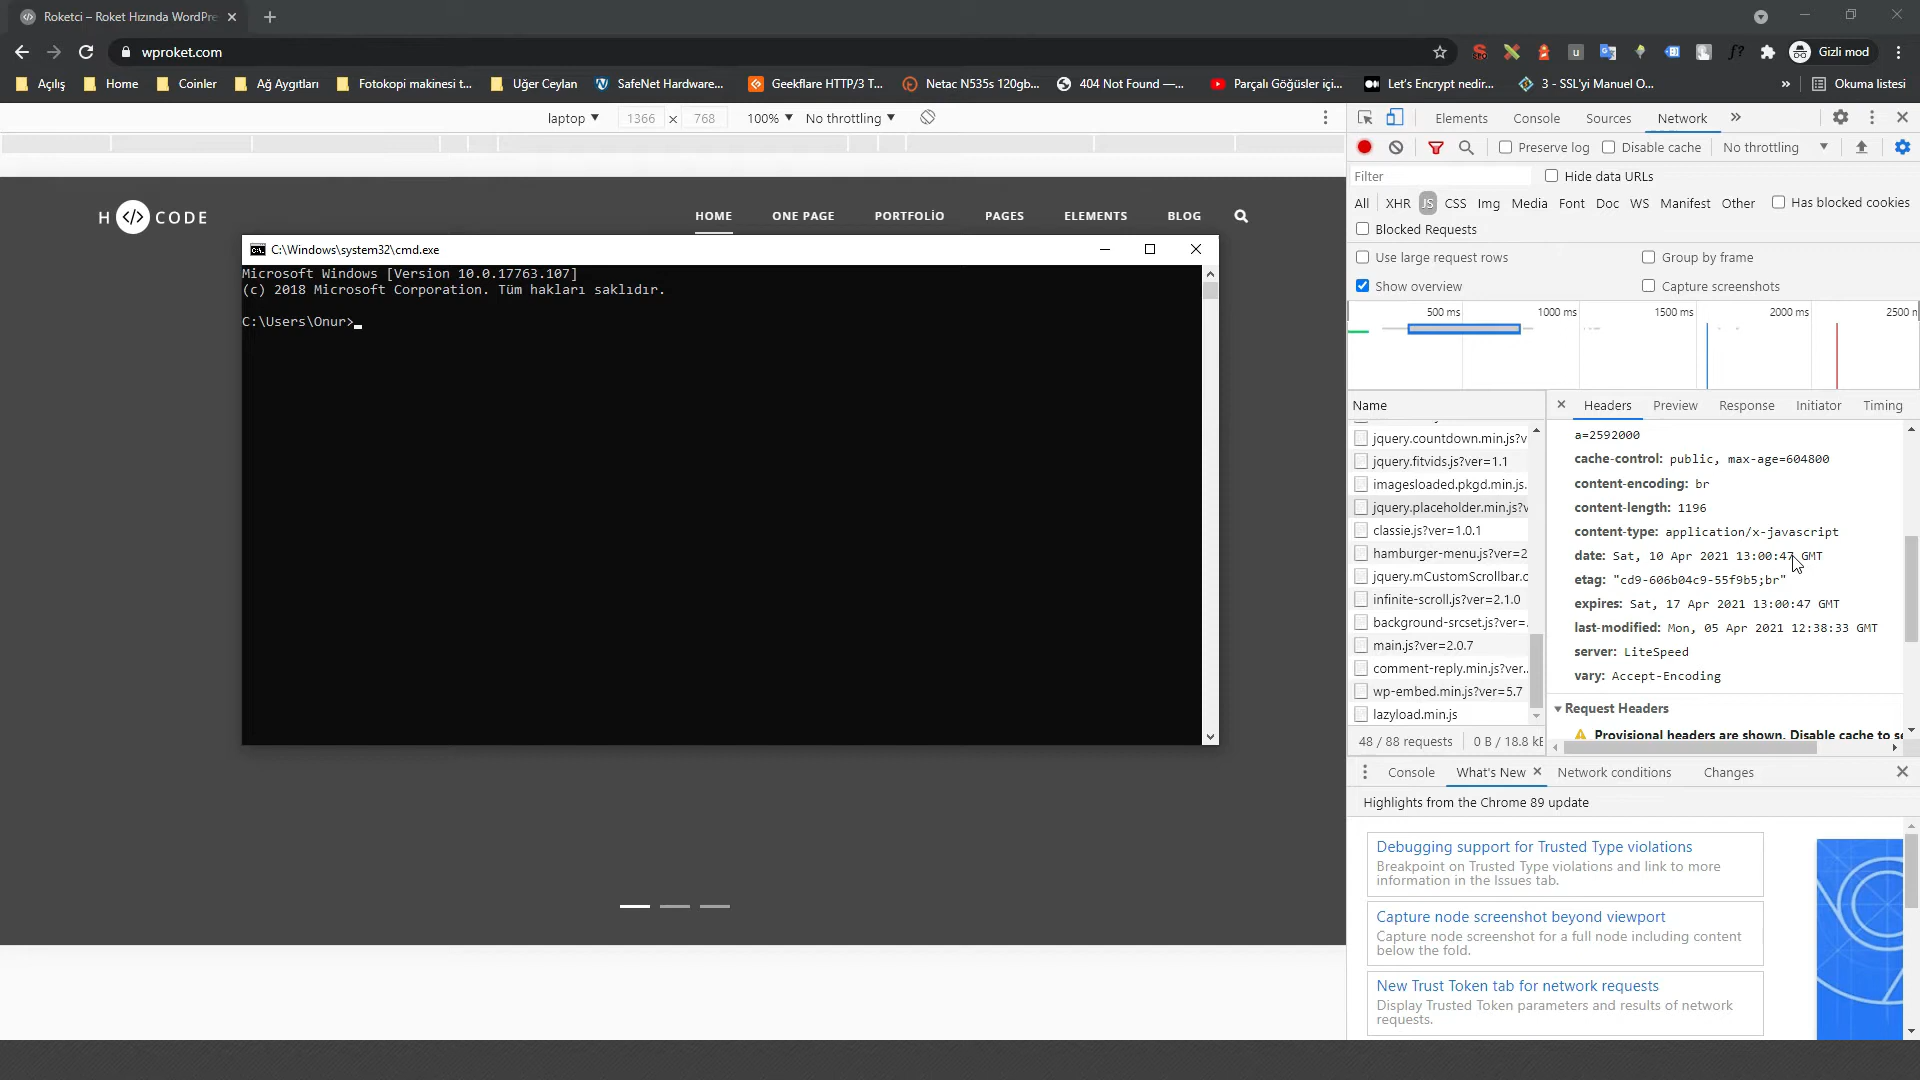 Roketci – Roket Hızında WordPre
wproket.com
Gizli mod
Açılış
Home
Coinler
Ağ Aygıtları
Fotokopi makinesi t...
Uğer Ceylan
SafeNet Hardware...
Geekflare HTTP/3 T...
Netac N535s 120gb...
404 Not Found —...
Parçalı Göğüsler içi...
Let's Encrypt nedir...
3 - SSL'yi Manuel O...
»
Okuma listesi
laptop
1366 x 768
100%
No throttling
Elements
Console
Sources
Network
»
Preserve log
Disable cache
No throttling
Filter
Hide data URLs
All
XHR
JS
CSS
Img
Media
Font
Doc
WS
Manifest
Other
Has blocked cookies
Blocked Requests
Use large request rows
Group by frame
Show overview
Capture screenshots
500 ms
1000 ms
1500 ms
2000 ms
2500 n
H </> CODE
HOME
ONE PAGE
PORTFOLİO
PAGES
ELEMENTS
BLOG
C:\Windows\system32\cmd.exe
Microsoft Windows [Version 10.0.17763.107]
(c) 2018 Microsoft Corporation. Tüm hakları saklıdır.
C:\Users\Onur>
Name
jquery.countdown.min.js?v
jquery.fitvids.js?ver=1.1
imagesloaded.pkgd.min.js.
jquery.placeholder.min.js?v
classie.js?ver=1.0.1
hamburger-menu.js?ver=2
jquery.mCustomScrollbar.c
infinite-scroll.js?ver=2.1.0
background-srcset.js?ver=.
main.js?ver=2.0.7
comment-reply.min.js?ver..
wp-embed.min.js?ver=5.7
lazyload.min.js
48 / 88 requests
0 B / 18.8 kE
Headers
Preview
Response
Initiator
Timing
a=2592000
cache-control: public, max-age=604800
content-encoding: br
content-length: 1196
content-type: application/x-javascript
date: Sat, 10 Apr 2021 13:00:47 GMT
etag: "cd9-606b04c9-55f9b5;br"
expires: Sat, 17 Apr 2021 13:00:47 GMT
last-modified: Mon, 05 Apr 2021 12:38:33 GMT
server: LiteSpeed
vary: Accept-Encoding
Request Headers
Provisional headers are shown. Disable cache to se
Console
What's New
Network conditions
Changes
Highlights from the Chrome 89 update
Debugging support for Trusted Type violations
Breakpoint on Trusted Type violations and link to more
information in the Issues tab.
Capture node screenshot beyond viewport
Capture node screenshot for a full node including content
below the fold.
New Trust Token tab for network requests
Display Trusted Token parameters and results of network
requests.